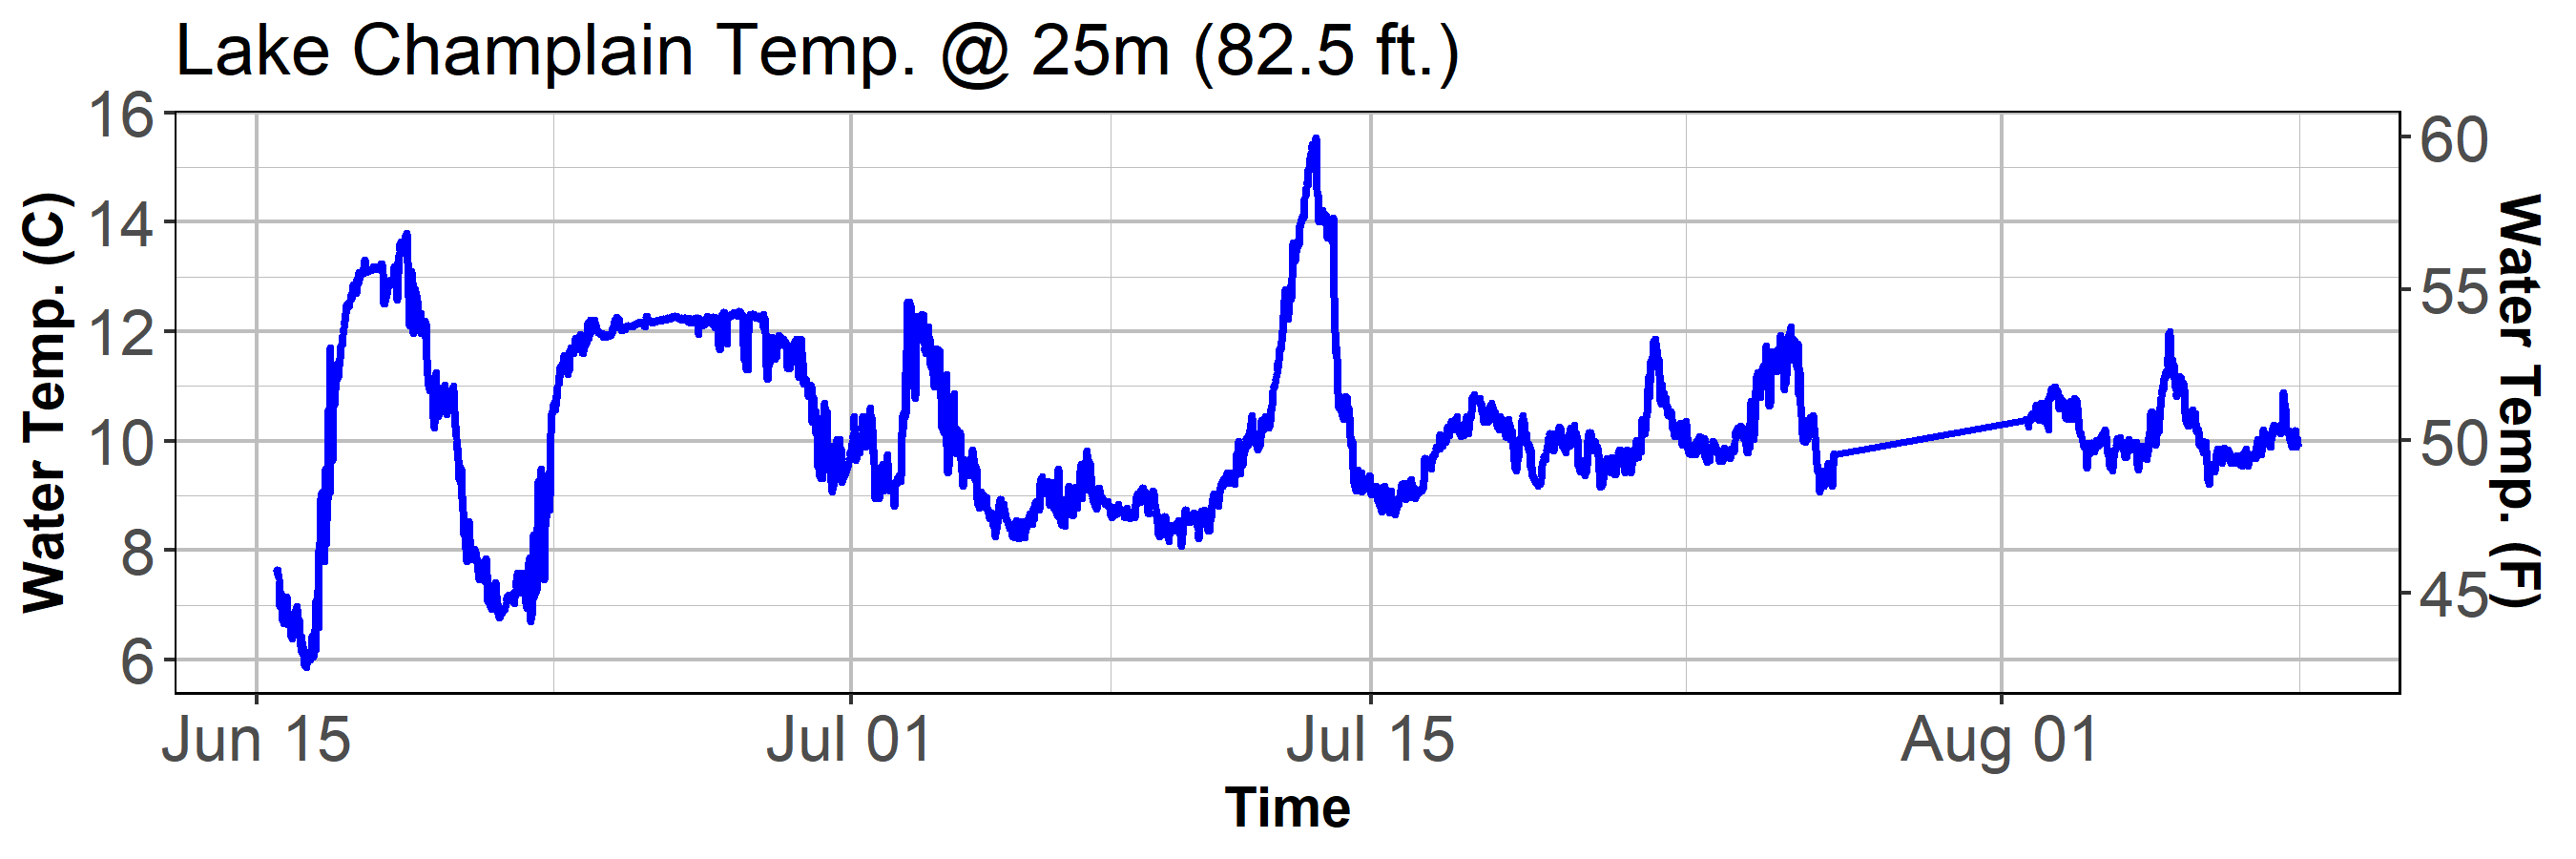 Lake Champlain Temp. @ 25m (82.5 ft.)
Water Temp. (C)
16
14
12
10
8
6
60
55
50
45
Water Temp. (F)
Jun 15 Jul 01 Jul 15 Aug 01
Time